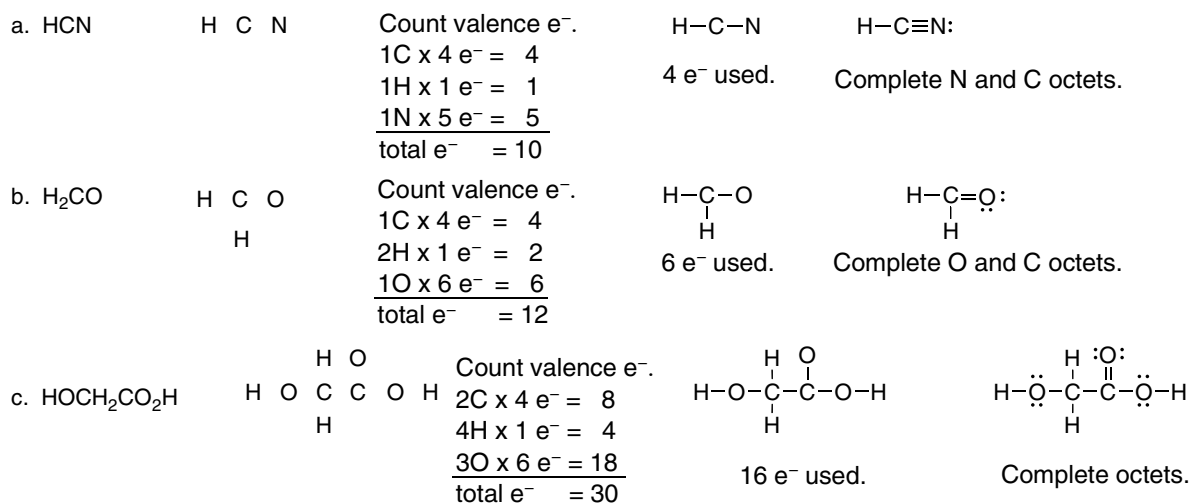 a. HCN
H C N
Count valence e⁻.
1C x 4 e⁻ = 4
1H x 1 e⁻ = 1
1N x 5 e⁻ = 5
total e⁻ = 10
H–C–N
4 e⁻ used.
H–C≡N:
Complete N and C octets.
b. H₂CO
H C O
H
Count valence e⁻.
1C x 4 e⁻ = 4
2H x 1 e⁻ = 2
1O x 6 e⁻ = 6
total e⁻ = 12
H–C–O
H
6 e⁻ used.
H–C=O:
H
Complete O and C octets.
c. HOCH₂CO₂H
H O
H O C C O H
H
Count valence e⁻.
2C x 4 e⁻ = 8
4H x 1 e⁻ = 4
3O x 6 e⁻ = 18
total e⁻ = 30
H O
H–O–C–C–O–H
H
16 e⁻ used.
H :O:
H–O–C–C–O–H
H
Complete octets.